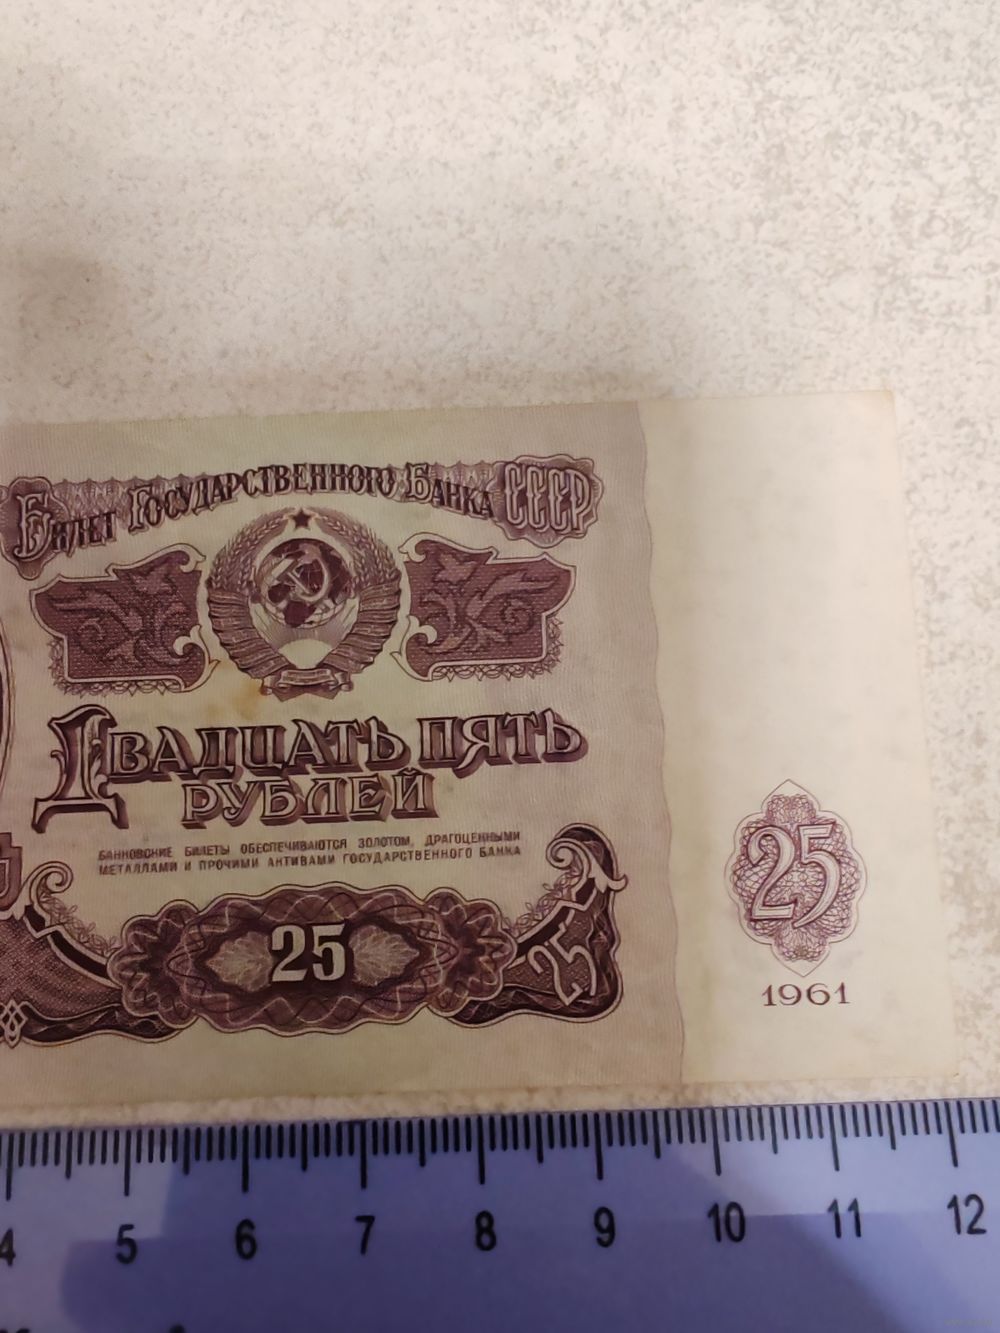 Билет Государственного Банка СССР
Двадцать пять
рублей
БАНКОВСКИЕ БИЛЕТЫ ОБЕСПЕЧИВАЮТСЯ ЗОЛОТОМ, ДРАГОЦЕННЫМИ
МЕТАЛЛАМИ И ПРОЧИМИ АКТИВАМИ ГОСУДАРСТВЕННОГО БАНКА
25
25
25
1961
4 5 6 7 8 9 10 11 12